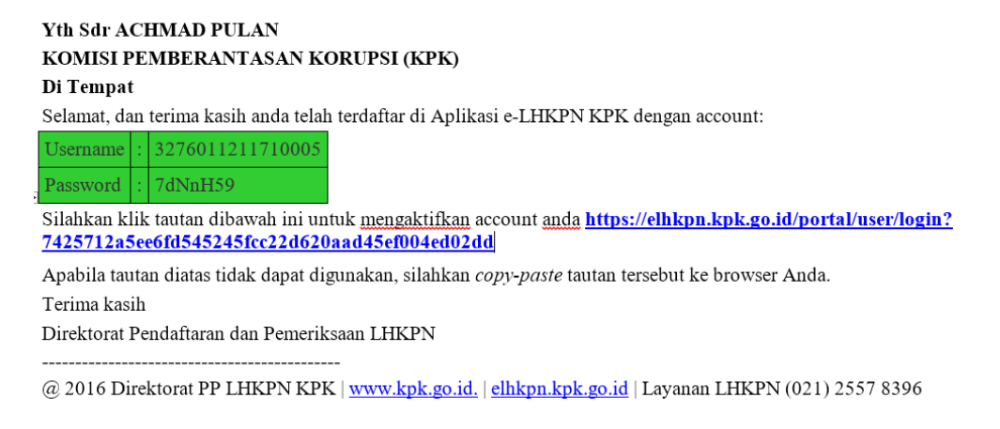 Yth Sdr ACHMAD PULAN
KOMISI PEMBERANTASAN KORUPSI (KPK)
Di Tempat
Selamat, dan terima kasih anda telah terdaftar di Aplikasi e-LHKPN KPK dengan account:
Username : 3276011211710005
Password : 7dNnH59
Silahkan klik tautan dibawah ini untuk mengaktifkan account anda https://elhkpn.kpk.go.id/portal/user/login?
7425712a5ee6fd545245fcc22d620aad45ef004ed02dd
Apabila tautan diatas tidak dapat digunakan, silahkan copy-paste tautan tersebut ke browser Anda.
Terima kasih
Direktorat Pendaftaran dan Pemeriksaan LHKPN
---------------------------------------------
@ 2016 Direktorat PP LHKPN KPK | www.kpk.go.id. | elhkpn.kpk.go.id | Layanan LHKPN (021) 2557 8396